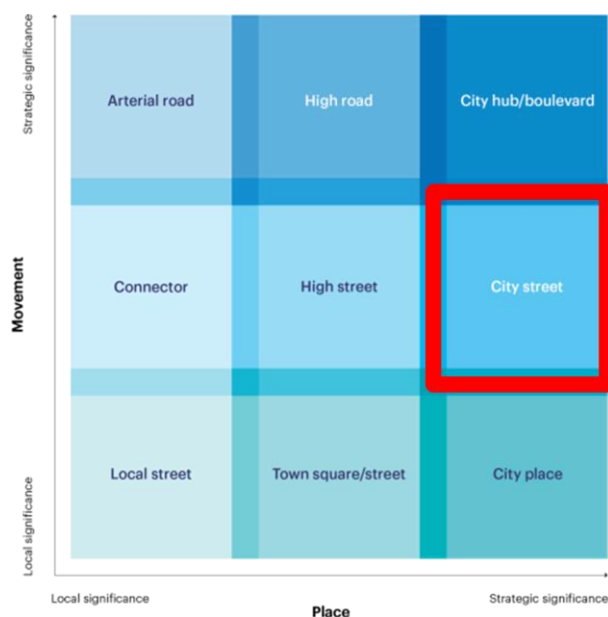 Strategic significance
Arterial road
High road
City hub/boulevard
Movement
Connector
High street
City street
Local significance
Local street
Town square/street
City place
Local significance
Strategic significance
Place